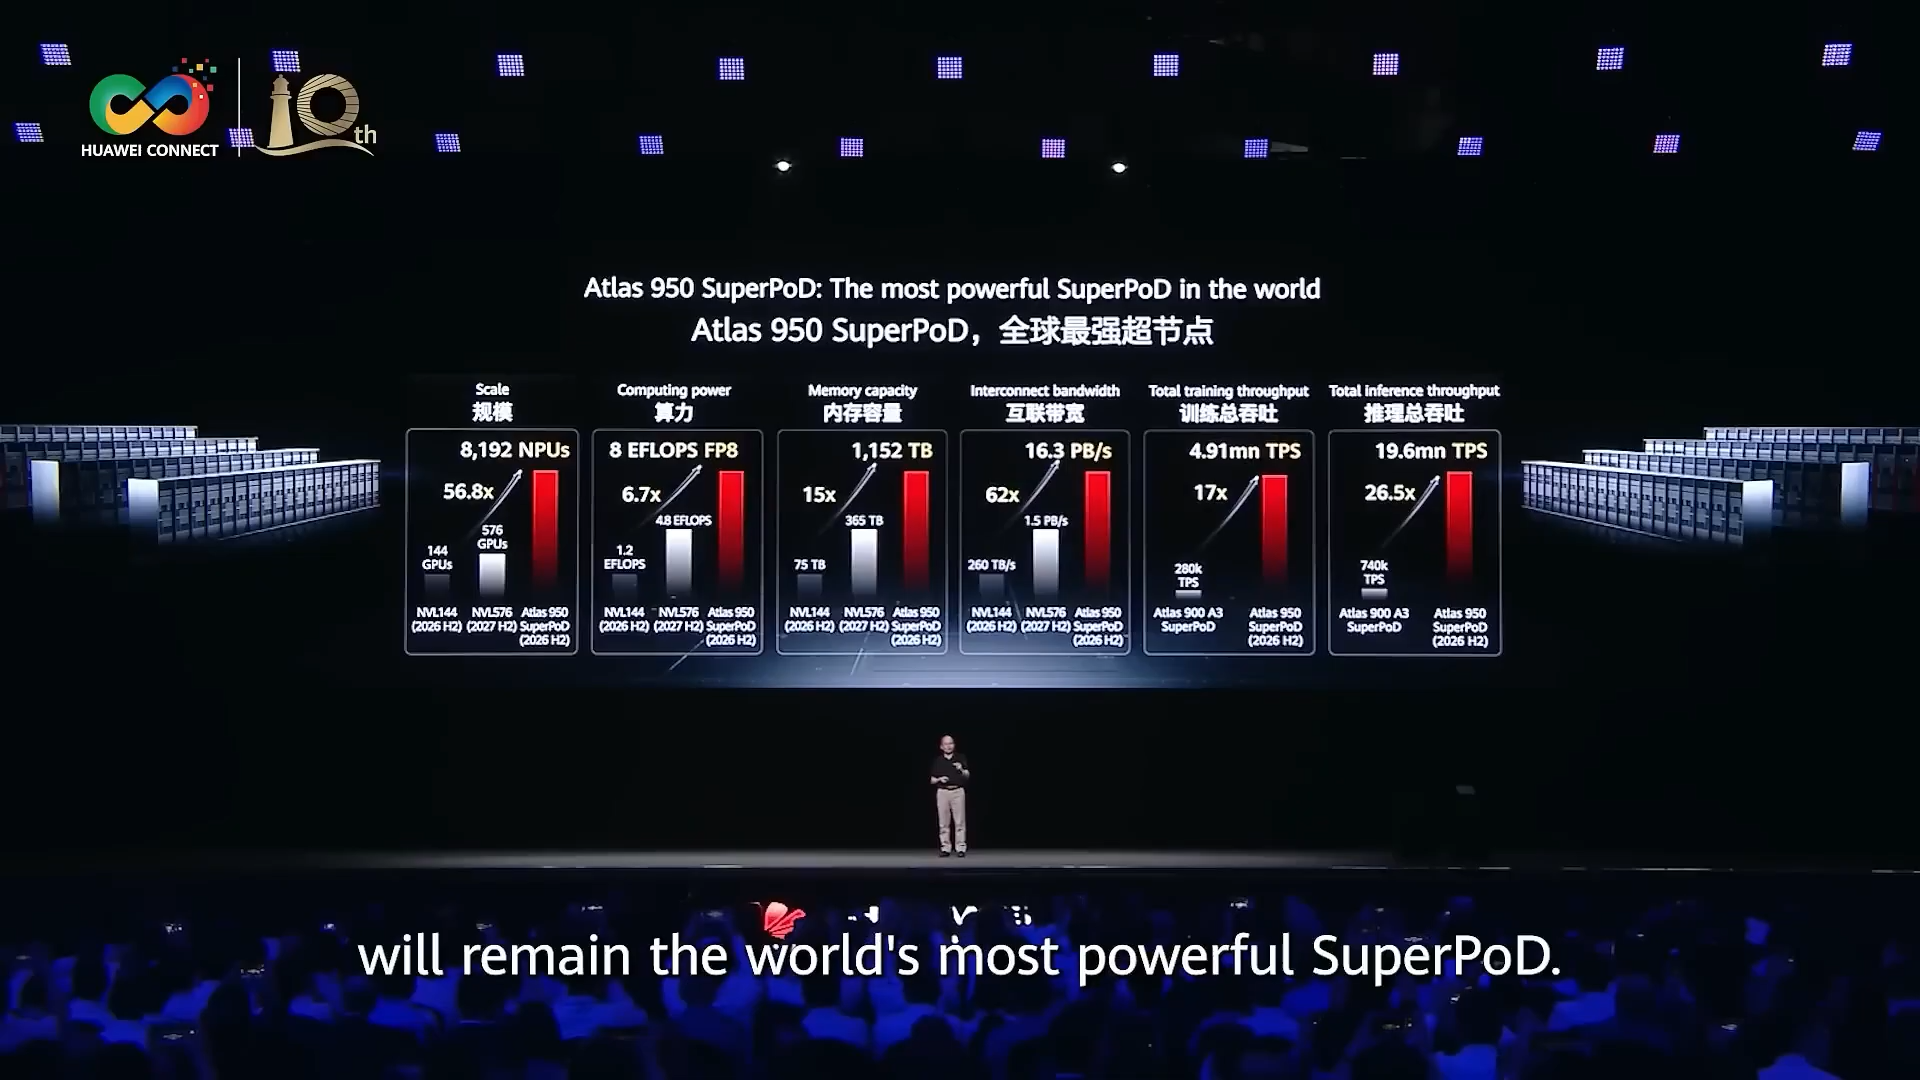 HUAWEI CONNECT
10th
Atlas 950 SuperPoD: The most powerful SuperPoD in the world
Atlas 950 SuperPoD，全球最强超节点
Scale
规模
8,192 NPUs
56.8x
576
GPUs
144
GPUs
NVL144
(2026 H2)
NVL576
(2027 H2)
Atlas 950
SuperPoD
(2026 H2)
Computing power
算力
8 EFLOPS FP8
6.7x
4.8 EFLOPS
1.2
EFLOPS
NVL144
(2026 H2)
NVL576
(2027 H2)
Atlas 950
SuperPoD
(2026 H2)
Memory capacity
内存容量
1,152 TB
15x
365 TB
75 TB
NVL144
(2026 H2)
NVL576
(2027 H2)
Atlas 950
SuperPoD
(2026 H2)
Interconnect bandwidth
互联带宽
16.3 PB/s
62x
1.5 PB/s
260 TB/s
NVL144
(2026 H2)
NVL576
(2027 H2)
Atlas 950
SuperPoD
(2026 H2)
Total training throughput
训练总吞吐
4.91mn TPS
17x
280k
TPS
Atlas 900 A3
SuperPoD
Atlas 950
SuperPoD
(2026 H2)
Total inference throughput
推理总吞吐
19.6mn TPS
26.5x
740k
TPS
Atlas 900 A3
SuperPoD
Atlas 950
SuperPoD
(2026 H2)
will remain the world's most powerful SuperPoD.